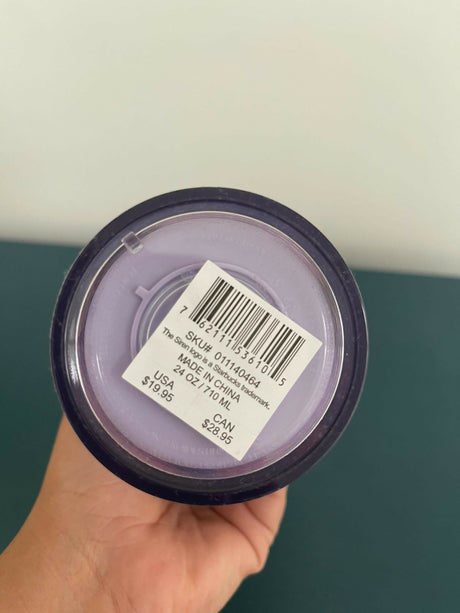 7 62111 53610 5
SKU# 011140464
The Siren logo is a Starbucks trademark.
MADE IN CHINA
24 OZ / 710 ML
USA CAN
$19.95 $28.95